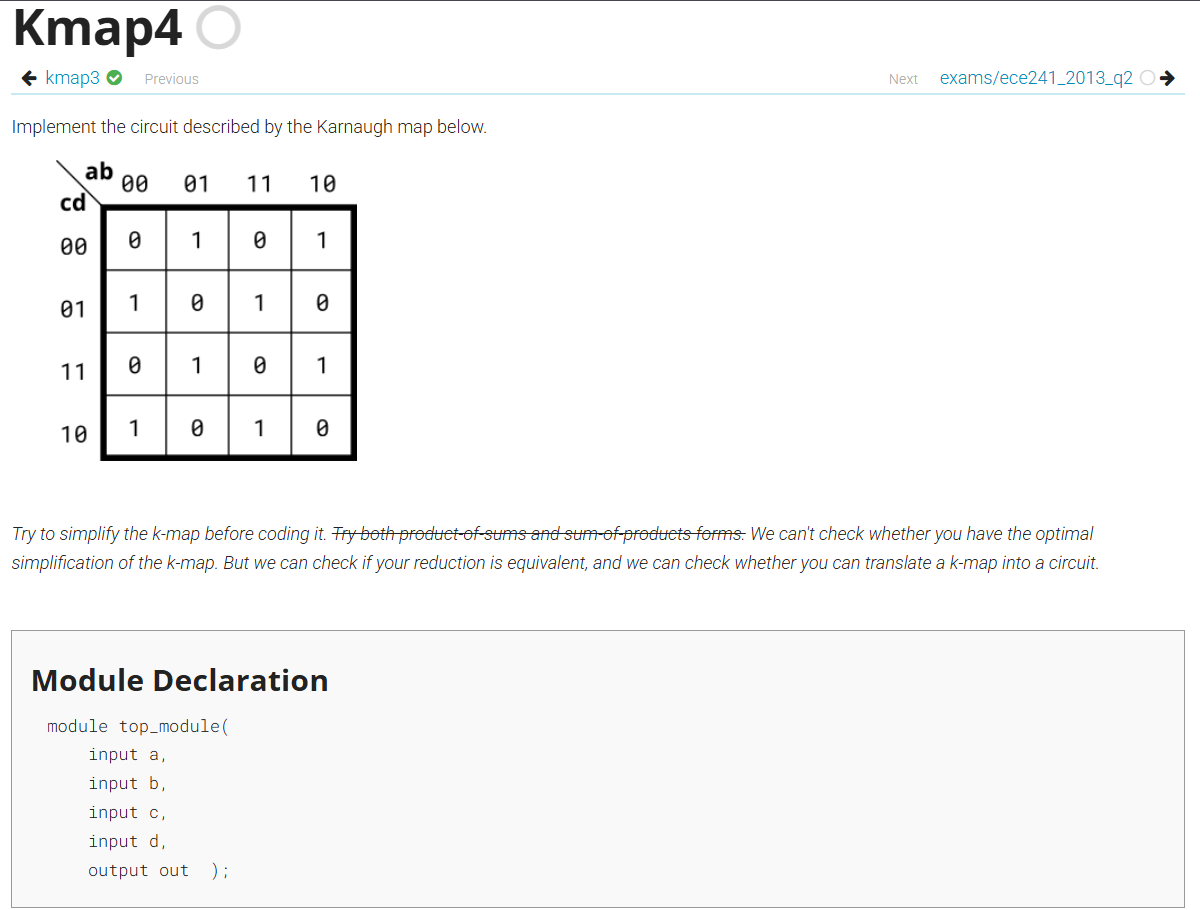 Kmap4
kmap3 Previous Next exams/ece241_2013_q2
Implement the circuit described by the Karnaugh map below.
ab
00 01 11 10
cd
00 0 1 0 1
01 1 0 1 0
11 0 1 0 1
10 1 0 1 0
Try to simplify the k-map before coding it. Try both product-of-sums and sum-of-products forms. We can't check whether you have the optimal
simplification of the k-map. But we can check if your reduction is equivalent, and we can check whether you can translate a k-map into a circuit.
Module Declaration
module top_module(
    input a,
    input b,
    input c,
    input d,
    output out  );